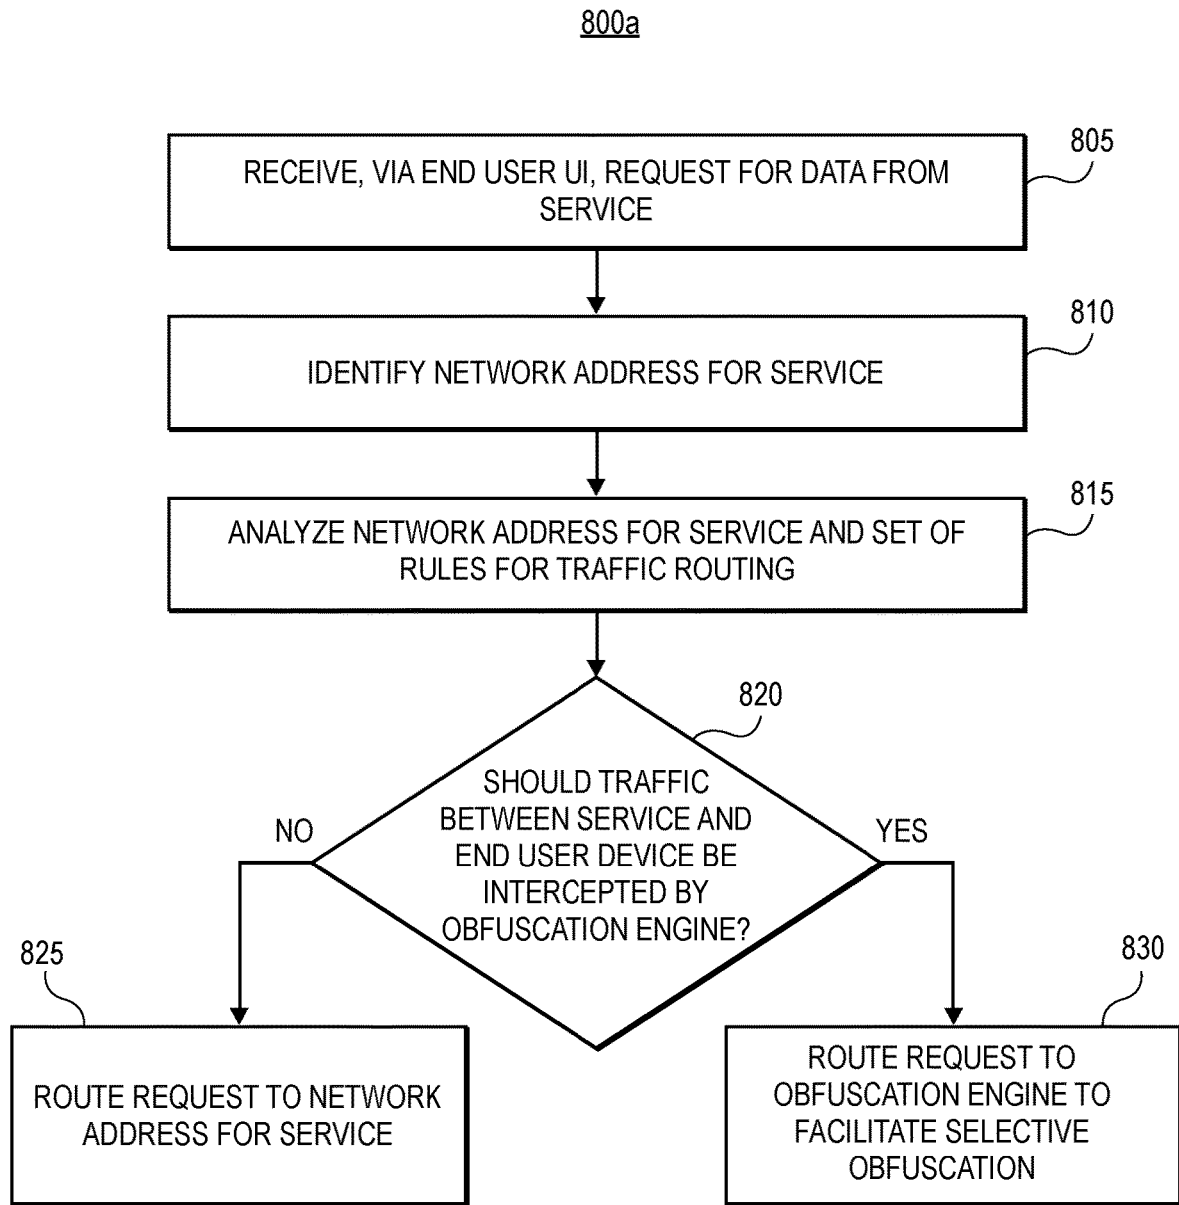 800a
805
RECEIVE, VIA END USER UI, REQUEST FOR DATA FROM
SERVICE
810
IDENTIFY NETWORK ADDRESS FOR SERVICE
815
ANALYZE NETWORK ADDRESS FOR SERVICE AND SET OF
RULES FOR TRAFFIC ROUTING
820
SHOULD TRAFFIC
BETWEEN SERVICE AND
END USER DEVICE BE
INTERCEPTED BY
OBFUSCATION ENGINE?
NO
YES
825
ROUTE REQUEST TO NETWORK
ADDRESS FOR SERVICE
830
ROUTE REQUEST TO
OBFUSCATION ENGINE TO
FACILITATE SELECTIVE
OBFUSCATION